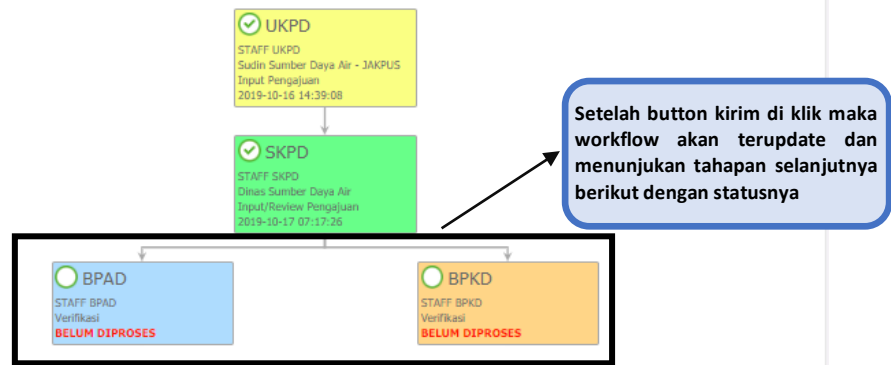 UKPD
STAFF UKPD
Sudin Sumber Daya Air - JAKPUS
Input Pengajuan
2019-10-16 14:39:08
Setelah button kirim di klik maka
workflow akan terupdate dan
menunjukan tahapan selanjutnya
berikut dengan statusnya
SKPD
STAFF SKPD
Dinas Sumber Daya Air
Input/Review Pengajuan
2019-10-17 07:17:26
BPAD
STAFF BPAD
Verifikasi
BELUM DIPROSES
BPKD
STAFF BPKD
Verifikasi
BELUM DIPROSES